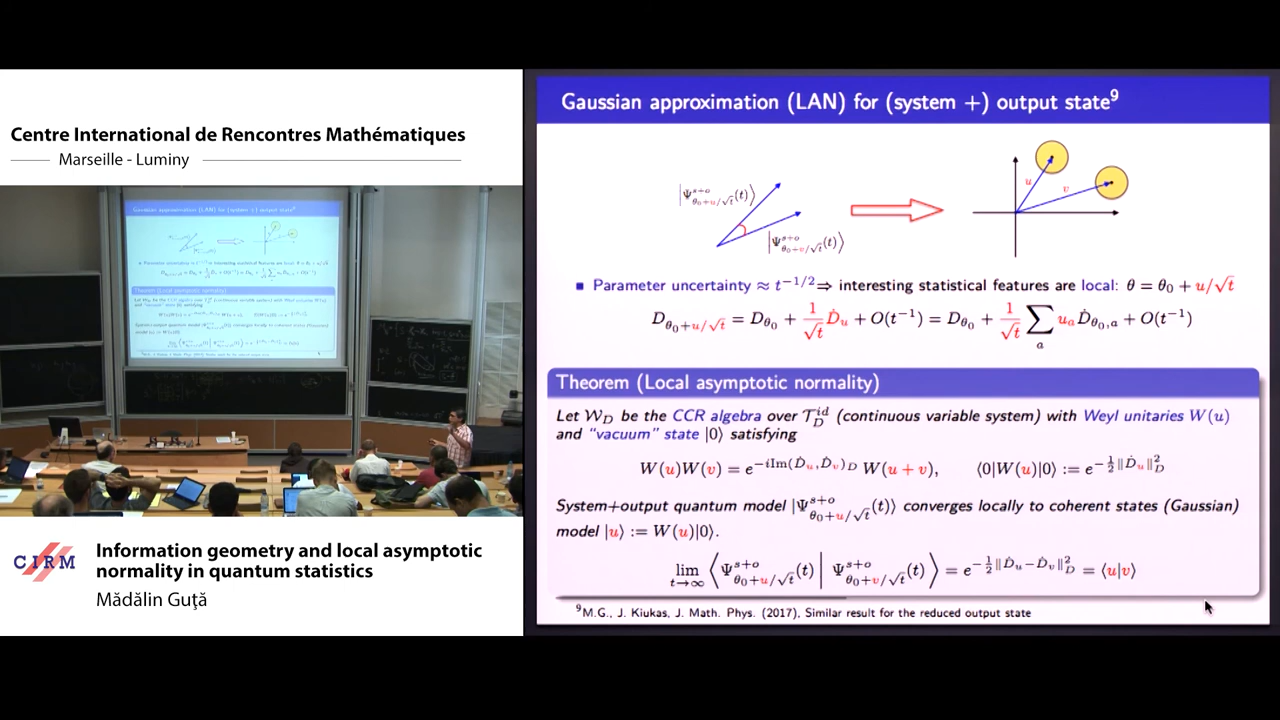 Centre International de Rencontres Mathématiques
Marseille - Luminy
CIRM
Information geometry and local asymptotic
normality in quantum statistics
Mădălin Guţă
Gaussian approximation (LAN) for (system +) output state⁹
|Ψ^{s+o}_{θ₀+u/√t}(t)⟩
|Ψ^{s+o}_{θ₀+v/√t}(t)⟩
u
v
Parameter uncertainty ≈ t^{-1/2} ⇒ interesting statistical features are local: θ = θ₀ + u/√t
D_{θ₀+u/√t} = D_{θ₀} + 1/√t Ḋ_u + O(t^{-1}) = D_{θ₀} + 1/√t ∑_a u_a Ḋ_{θ₀,a} + O(t^{-1})
Theorem (Local asymptotic normality)
Let 𝒲_D be the CCR algebra over 𝒯_D^{id} (continuous variable system) with Weyl unitaries W(u)
and “vacuum” state |0⟩ satisfying
W(u)W(v) = e^{-iIm(Ḋ_u,Ḋ_v)_D} W(u + v), ⟨0|W(u)|0⟩ := e^{-½‖Ḋ_u‖²_D}
System+output quantum model |Ψ^{s+o}_{θ₀+u/√t}(t)⟩ converges locally to coherent states (Gaussian)
model |u⟩ := W(u)|0⟩.
lim_{t→∞} ⟨Ψ^{s+o}_{θ₀+u/√t}(t) | Ψ^{s+o}_{θ₀+v/√t}(t)⟩ = e^{-½‖Ḋ_u−Ḋ_v‖²_D} = ⟨u|v⟩
⁹M.G., J. Kiukas, J. Math. Phys. (2017), Similar result for the reduced output state